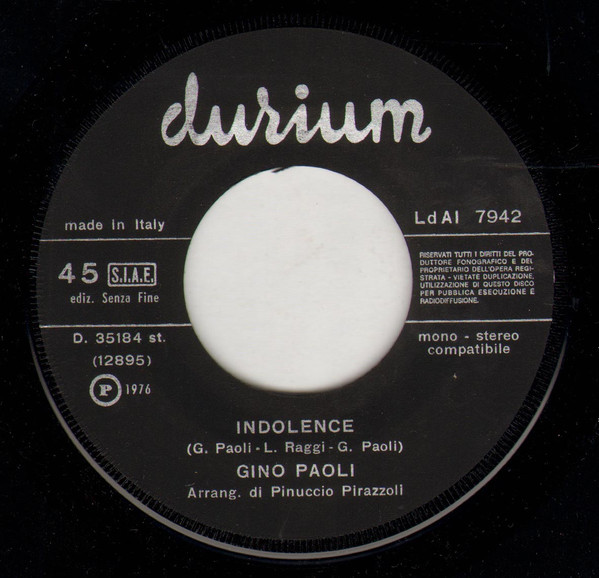 durium
made in Italy
LdAI 7942
45 S.I.A.E.
ediz. Senza Fine
RISERVATI TUTTI I DIRITTI DEL PRO-
DUTTORE FONOGRAFICO E DEL
PROPRIETARIO DELL'OPERA REGI-
STRATA - VIETATE DUPLICAZIONE,
UTILIZZAZIONE DI QUESTO DISCO
PER PUBBLICA ESECUZIONE E
RADIODIFFUSIONE.
D. 35184 st.
(12895)
P 1976
mono - stereo
compatibile
INDOLENCE
(G. Paoli - L. Raggi - G. Paoli)
GINO PAOLI
Arrang. di Pinuccio Pirazzoli